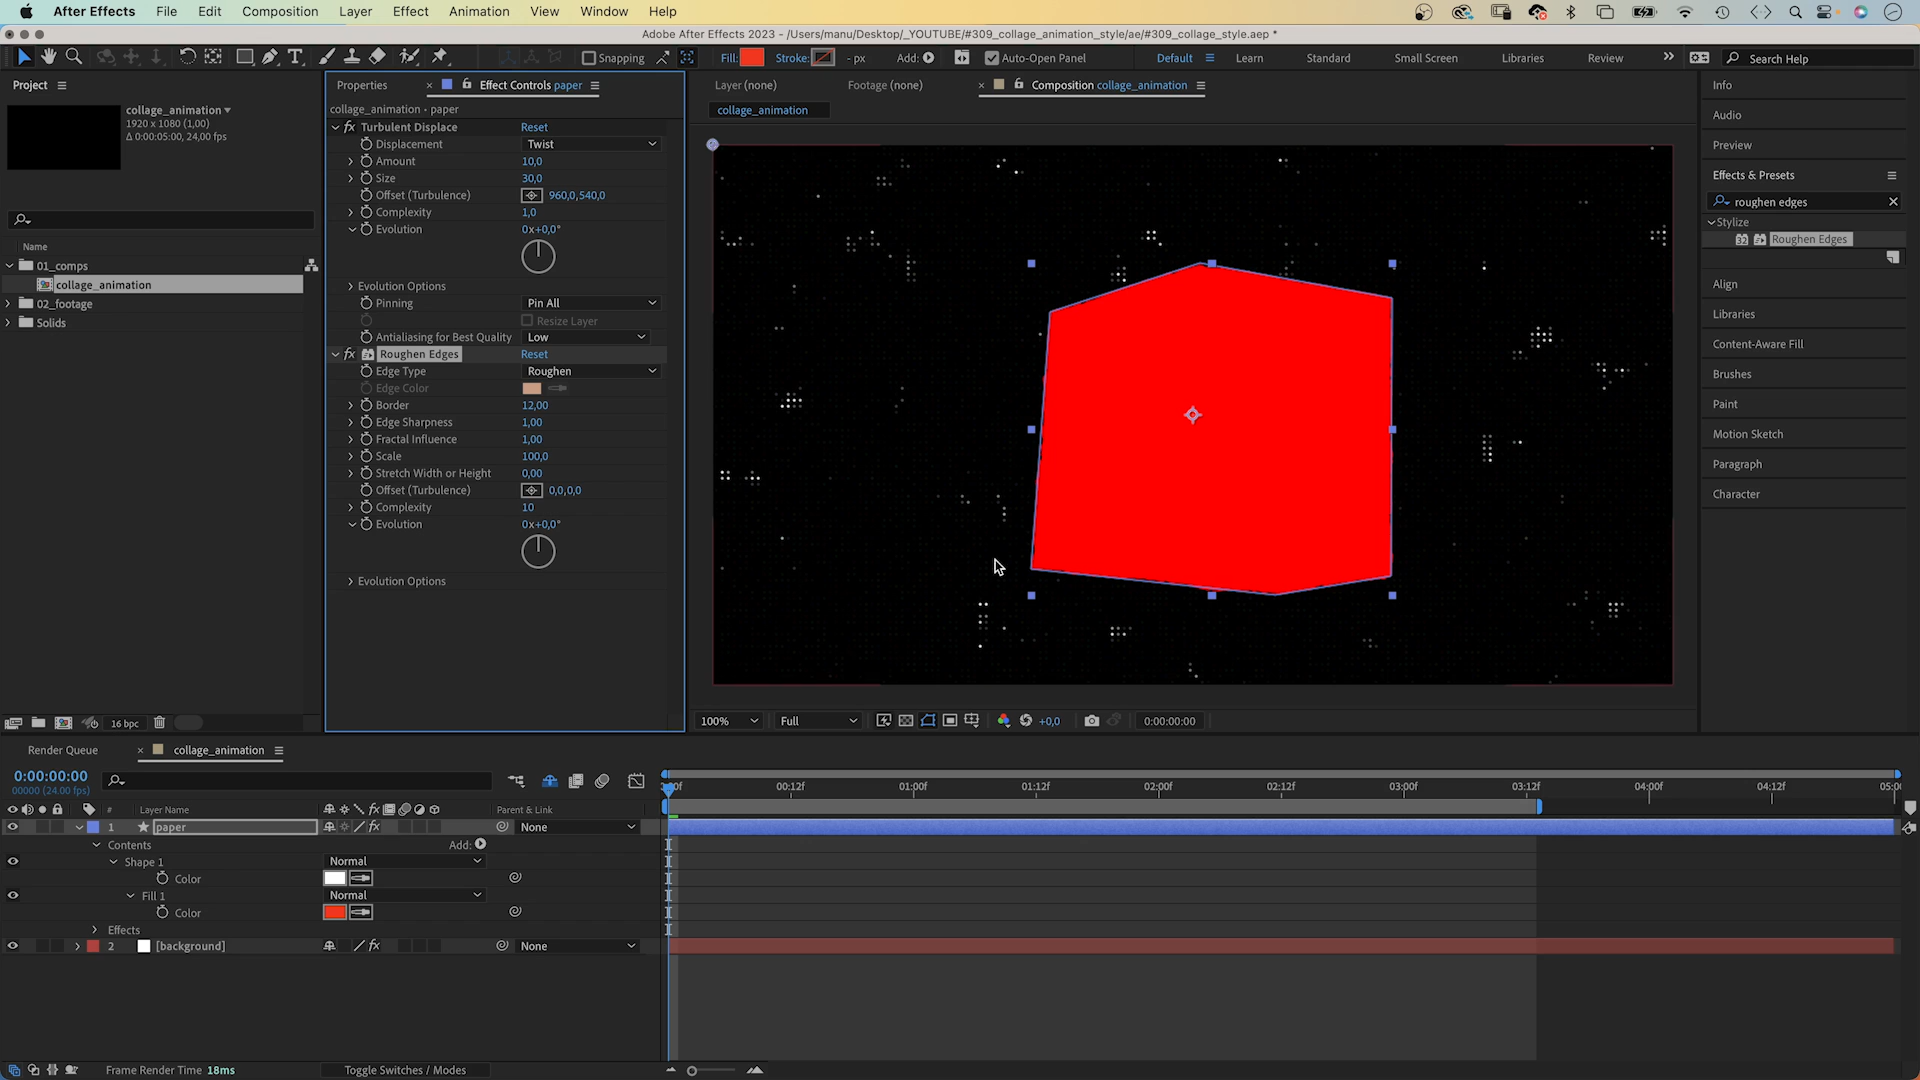 After Effects File Edit Composition Layer Effect Animation View Window Help
Adobe After Effects 2023 - /Users/manu/Desktop/_YOUTUBE/#309_collage_animation_style/ae/#309_collage_style.aep *
Snapping Fill: Stroke: - px Add: Auto-Open Panel Default Learn Standard Small Screen Libraries Review Search Help
Project
collage_animation
1920 x 1080 (1,00)
Δ 0:00:05:00, 24,00 fps
Name
01_comps
collage_animation
02_footage
Solids
16 bpc
Properties Effect Controls paper
collage_animation • paper
fx Turbulent Displace Reset
Displacement Twist
Amount 10,0
Size 30,0
Offset (Turbulence) 960,0,540,0
Complexity 1,0
Evolution 0x+0,0°
Evolution Options
Pinning Pin All
Resize Layer
Antialiasing for Best Quality Low
fx Roughen Edges Reset
Edge Type Roughen
Edge Color
Border 12,00
Edge Sharpness 1,00
Fractal Influence 1,00
Scale 100,0
Stretch Width or Height 0,00
Offset (Turbulence) 0,0,0,0
Complexity 10
Evolution 0x+0,0°
Evolution Options
Layer (none) Footage (none) Composition collage_animation
collage_animation
100% Full +0,0 0:00:00:00
Info
Audio
Preview
Effects & Presets
roughen edges
Stylize
32 Roughen Edges
Align
Libraries
Content-Aware Fill
Brushes
Paint
Motion Sketch
Paragraph
Character
Render Queue collage_animation
0:00:00:00
00000 (24.00 fps)
:00f 00:12f 01:00f 01:12f 02:00f 02:12f 03:00f 03:12f 04:00f 04:12f 05:0
# Layer Name fx Parent & Link
1 paper fx None
Contents Add:
Shape 1 Normal
Color
Fill 1 Normal
Color
Effects
2 [background] fx None
Frame Render Time 18ms Toggle Switches / Modes